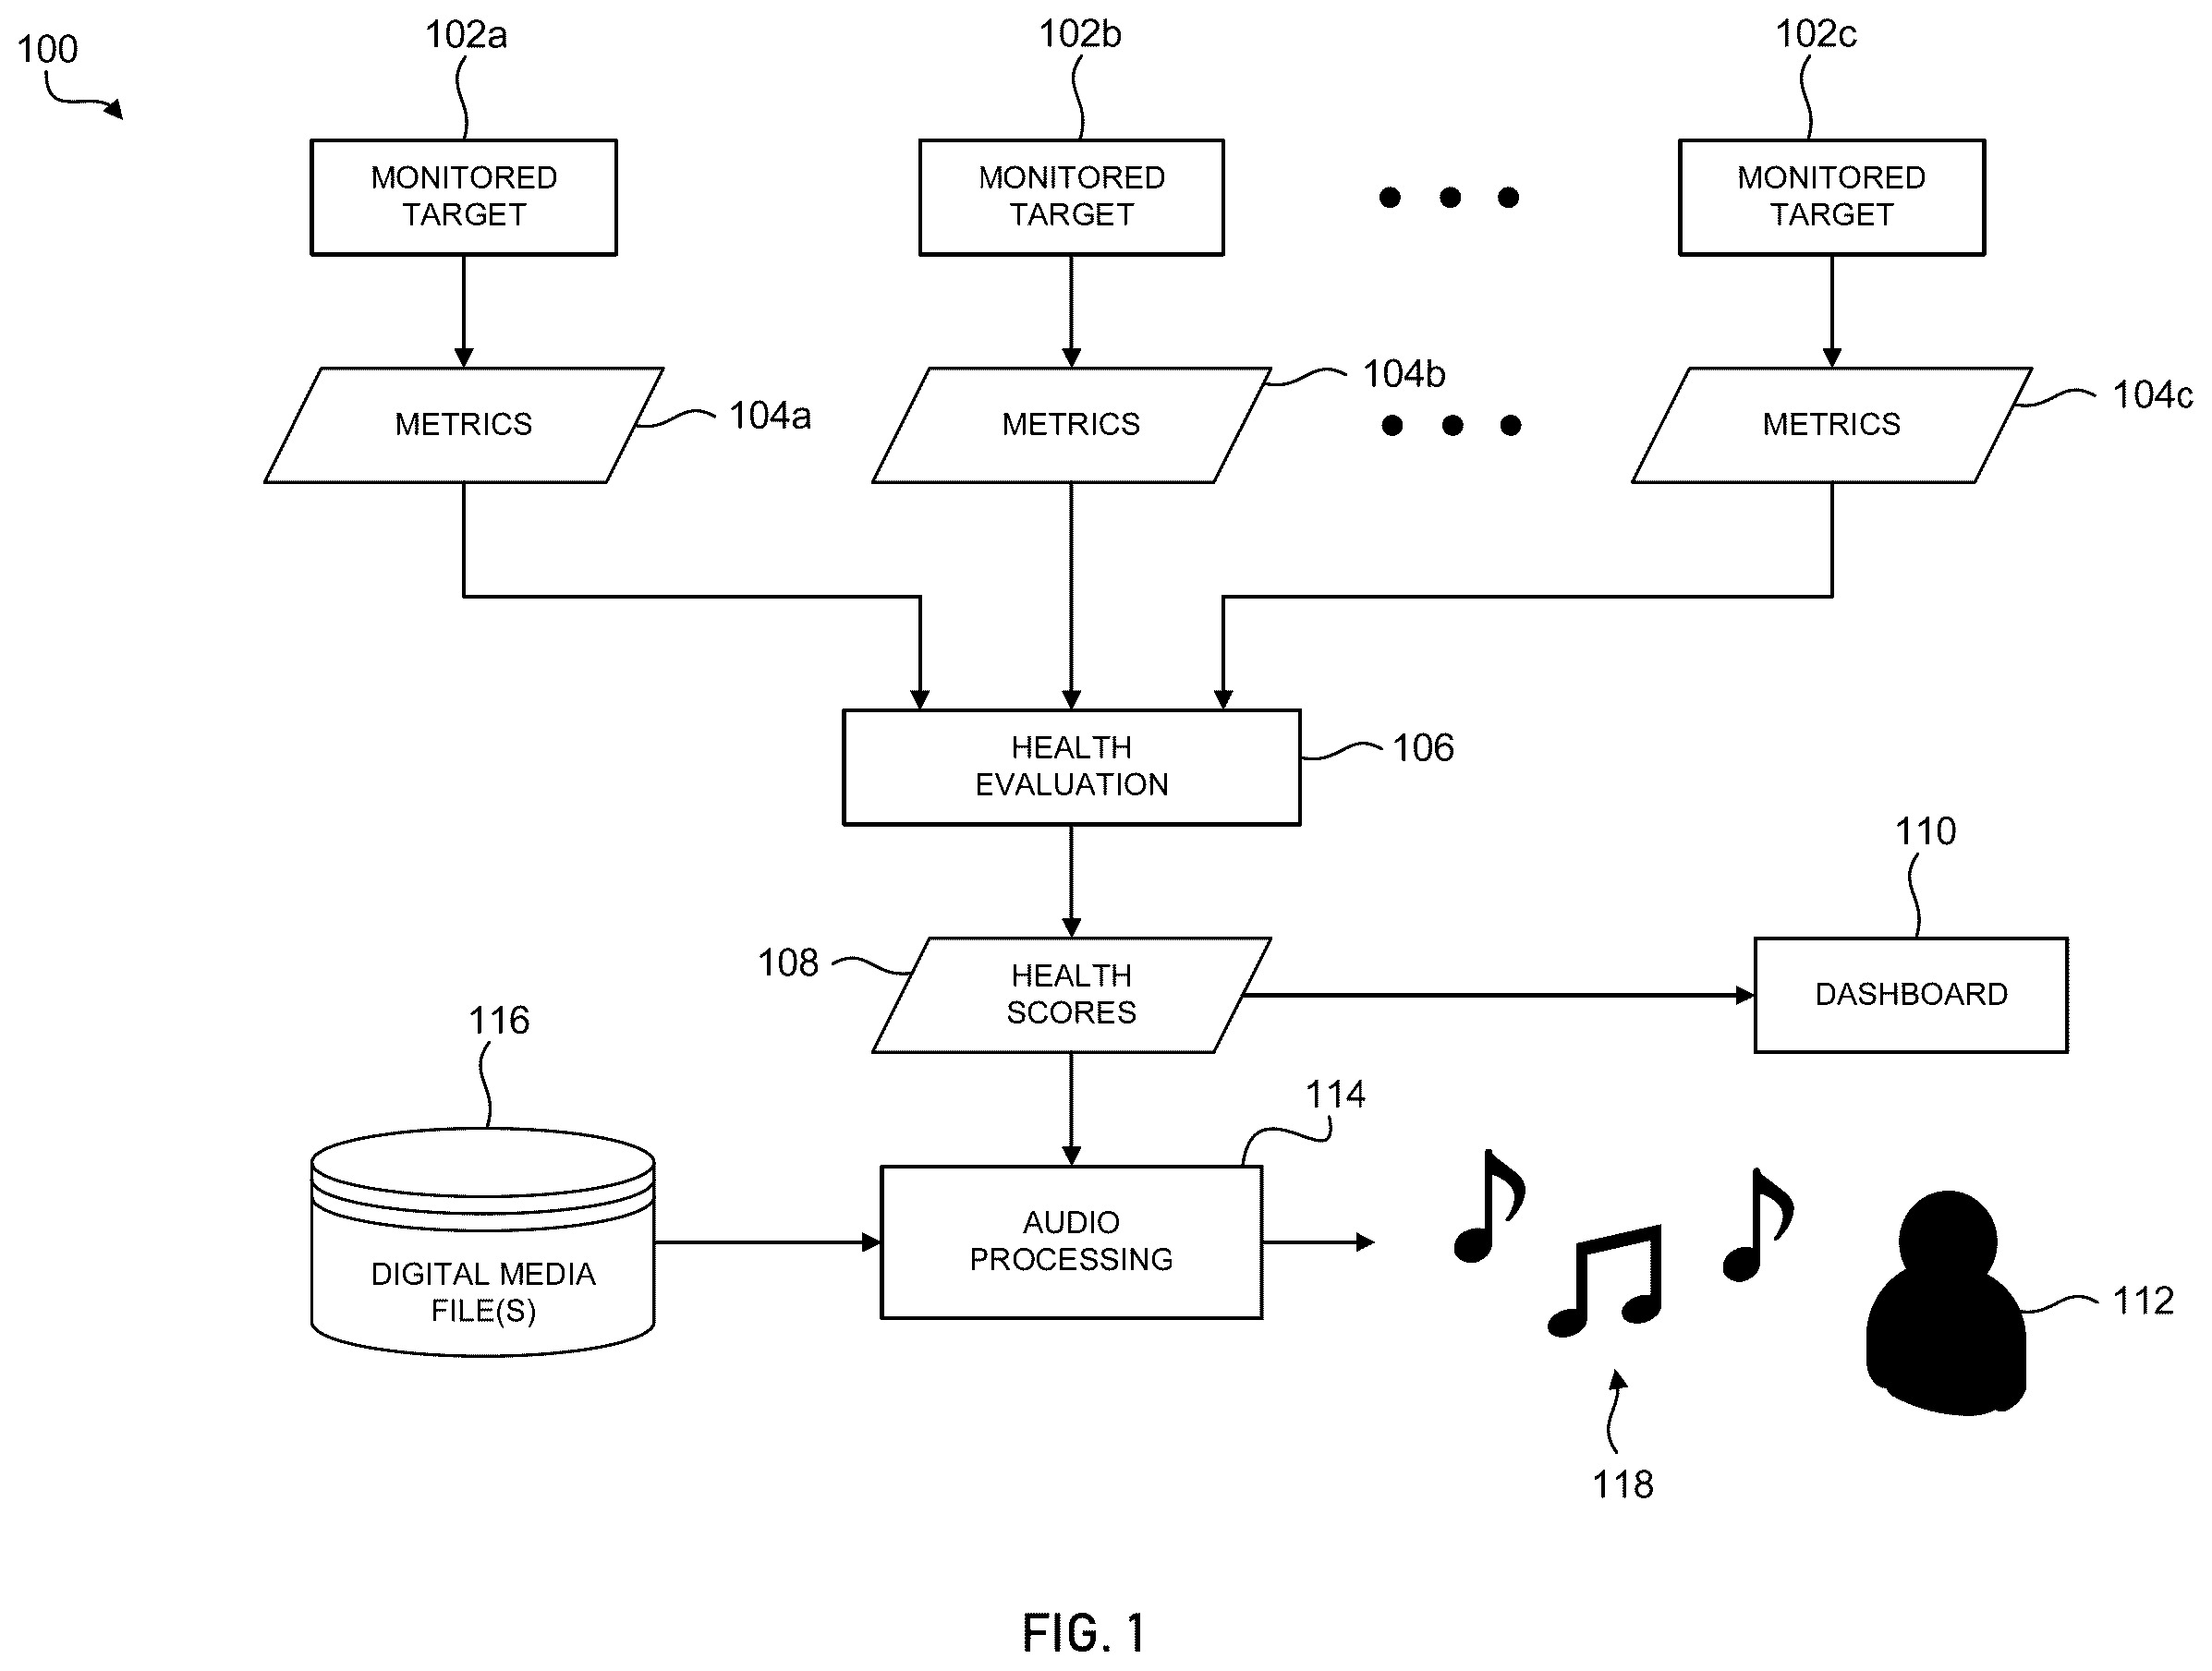 100
102a
102b
102c
MONITORED
TARGET
MONITORED
TARGET
MONITORED
TARGET
METRICS
104a
METRICS
104b
METRICS
104c
HEALTH
EVALUATION
106
108
HEALTH
SCORES
110
DASHBOARD
116
DIGITAL MEDIA
FILE(S)
114
AUDIO
PROCESSING
112
118
FIG. 1